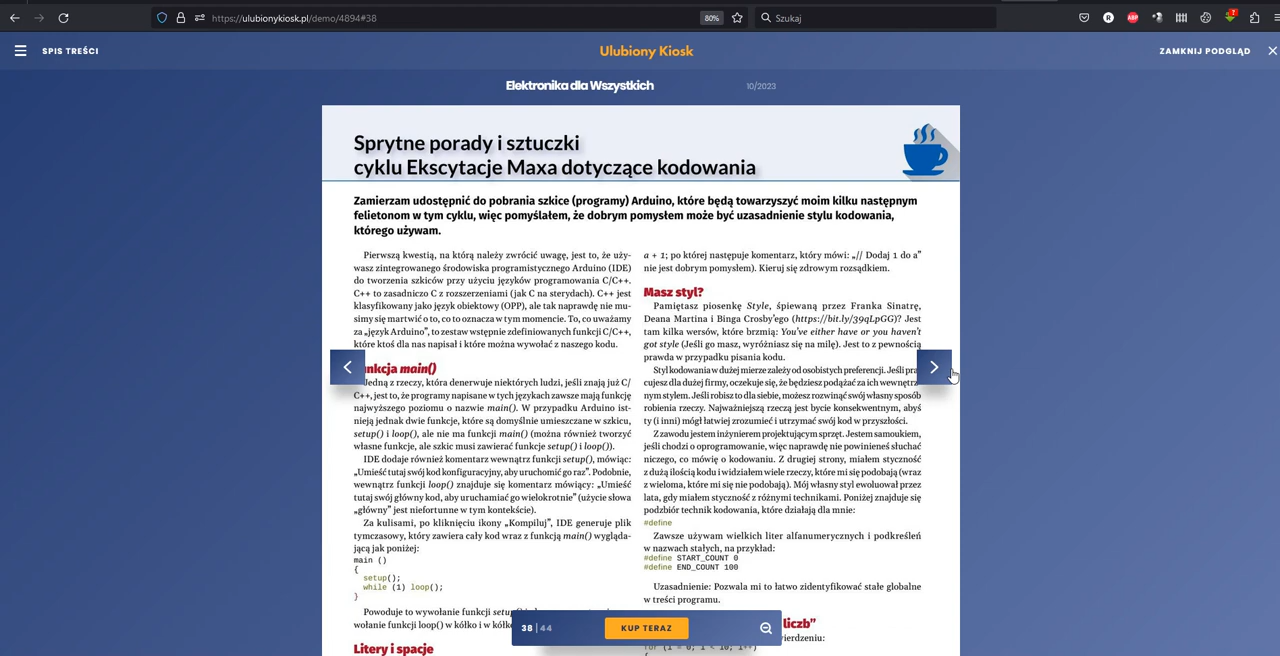 https://ulubionykiosk.pl/demo/4894#38
80%
Szukaj
SPIS TREŚCI
Ulubiony Kiosk
ZAMKNIJ PODGLĄD
Elektronika dla Wszystkich
10/2023
Sprytne porady i sztuczki
cyklu Ekscytacje Maxa dotyczące kodowania
Zamierzam udostępnić do pobrania szkice (programy) Arduino, które będą towarzyszyć moim kilku następnym
felietonom w tym cyklu, więc pomyślałem, że dobrym pomysłem może być uzasadnienie stylu kodowania,
którego używam.
Pierwszą kwestią, na którą należy zwrócić uwagę, jest to, że uży-
wasz zintegrowanego środowiska programistycznego Arduino (IDE)
do tworzenia szkiców przy użyciu języków programowania C/C++.
C++ to zasadniczo C z rozszerzeniami (jak C na sterydach). C++ jest
klasyfikowany jako język obiektowy (OPP), ale tak naprawdę nie mu-
simy się martwić o to, co to oznacza w tym momencie. To, co uważamy
za „język Arduino”, to zestaw wstępnie zdefiniowanych funkcji C/C++,
które ktoś dla nas napisał i które można wywołać z naszego kodu.
unkcja main()
Jedną z rzeczy, która denerwuje niektórych ludzi, jeśli znają już C/
C++, jest to, że programy napisane w tych językach zawsze mają funkcję
najwyższego poziomu o nazwie main(). W przypadku Arduino ist-
nieją jednak dwie funkcje, które są domyślnie umieszczane w szkicu,
setup() i loop(), ale nie ma funkcji main() (można również tworzyć
własne funkcje, ale szkic musi zawierać funkcje setup() i loop()).
IDE dodaje również komentarz wewnątrz funkcji setup(), mówiąc:
„Umieść tutaj swój kod konfiguracyjny, aby uruchomić go raz”. Podobnie,
wewnątrz funkcji loop() znajduje się komentarz mówiący: „Umieść
tutaj swój główny kod, aby uruchamiać go wielokrotnie” (użycie słowa
„główny” jest niefortunne w tym kontekście).
Za kulisami, po kliknięciu ikony „Kompiluj”, IDE generuje plik
tymczasowy, który zawiera cały kod wraz z funkcją main() wygląda-
jącą jak poniżej:
main ()
{
setup();
while (1) loop();
}
Powoduje to wywołanie funkcji
wołanie funkcji loop() w kółko i w
Litery i spacje
a + 1; po której następuje komentarz, który mówi: „// Dodaj 1 do a”
nie jest dobrym pomysłem). Kieruj się zdrowym rozsądkiem.
Masz styl?
Pamiętasz piosenkę Style, śpiewaną przez Franka Sinatrę,
Deana Martina i Binga Crosby’ego (https://bit.ly/39qLpGG)? Jest
tam kilka wersów, które brzmią: You've either have or you haven't
got style (Jeśli go masz, wyróżniasz się na milę). Jest to z pewnością
prawda w przypadku pisania kodu.
Styl kodowania w dużej mierze zależy od osobistych preferencji. Jeśli pra
cujesz dla dużej firmy, oczekuje się, że będziesz podążać za ich wewnętrz
nym stylem. Jeśli robisz to dla siebie, możesz rozwinąć swój własny sposób
robienia rzeczy. Najważniejszą rzeczą jest bycie konsekwentnym, abyś
ty (i inni) mógł łatwiej zrozumieć i utrzymać swój kod w przyszłości.
Z zawodu jestem inżynierem projektującym sprzęt. Jestem samoukiem,
jeśli chodzi o oprogramowanie, więc naprawdę nie powinieneś słuchać
niczego, co mówię o kodowaniu. Z drugiej strony, miałem styczność
z dużą ilością kodu i widziałem wiele rzeczy, które mi się podobają (wraz
z wieloma, które mi się nie podobają). Mój własny styl ewoluował przez
lata, gdy miałem styczność z różnymi technikami. Poniżej znajduje się
podzbiór technik kodowania, które działają dla mnie:
#define
Zawsze używam wielkich liter alfanumerycznych i podkreśleń
w nazwach stałych, na przykład:
#define START_COUNT 0
#define END_COUNT 100
Uzasadnienie: Pozwala mi to łatwo zidentyfikować stałe globalne
w treści programu.
liczb”
ierdzeniu:
for (i = 0; i < 10; i++)
{
38 | 44
KUP TERAZ